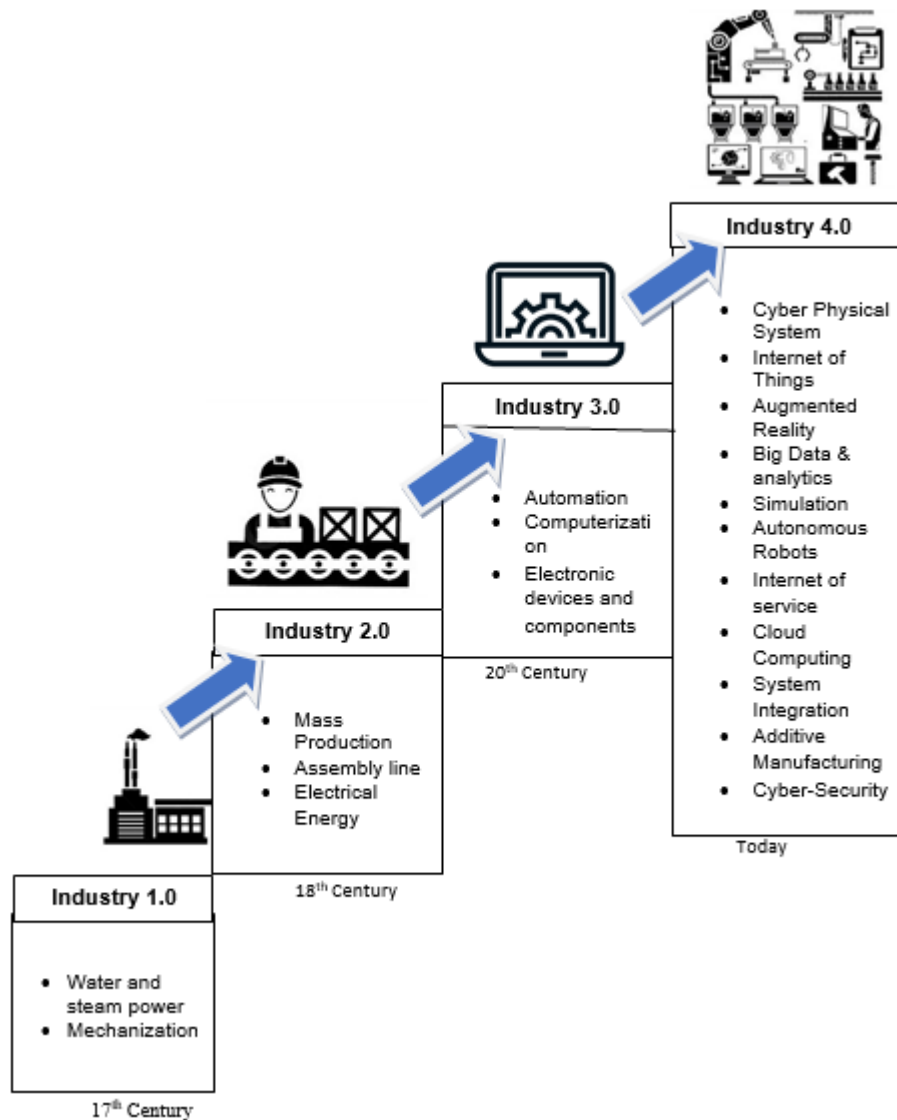 Industry 4.0
• Cyber Physical
System
• Internet of
Things
• Augmented
Reality
• Big Data &
analytics
• Simulation
• Autonomous
Robots
• Internet of
service
• Cloud
Computing
• System
Integration
• Additive
Manufacturing
• Cyber-Security
Today
Industry 3.0
• Automation
• Computerizati
on
• Electronic
devices and
components
20th Century
Industry 2.0
• Mass
Production
• Assembly line
• Electrical
Energy
18th Century
Industry 1.0
• Water and
steam power
• Mechanization
17th Century